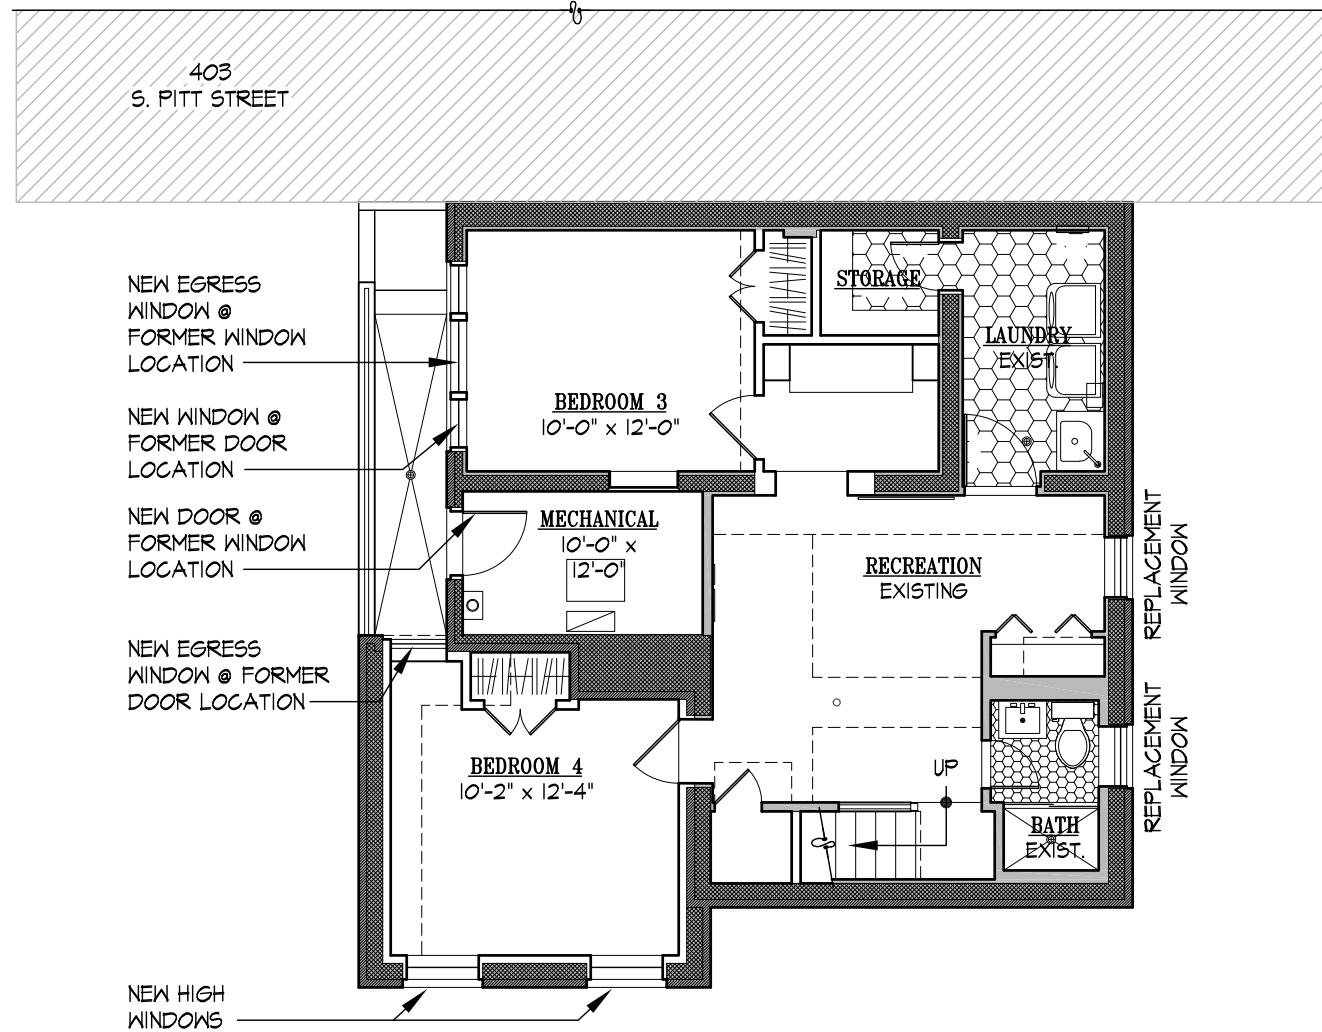 403
S. PITT STREET
NEW EGRESS
WINDOW @
FORMER WINDOW
LOCATION
NEW WINDOW @
FORMER DOOR
LOCATION
NEW DOOR @
FORMER WINDOW
LOCATION
NEW EGRESS
WINDOW @ FORMER
DOOR LOCATION
NEW HIGH
WINDOWS
STORAGE
LAUNDRY
EXIST.
BEDROOM 3
10'-0" x 12'-0"
MECHANICAL
10'-0" x
12'-0"
RECREATION
EXISTING
REPLACEMENT
WINDOW
BEDROOM 4
10'-2" x 12'-4"
UP
BATH
EXIST.
REPLACEMENT
WINDOW